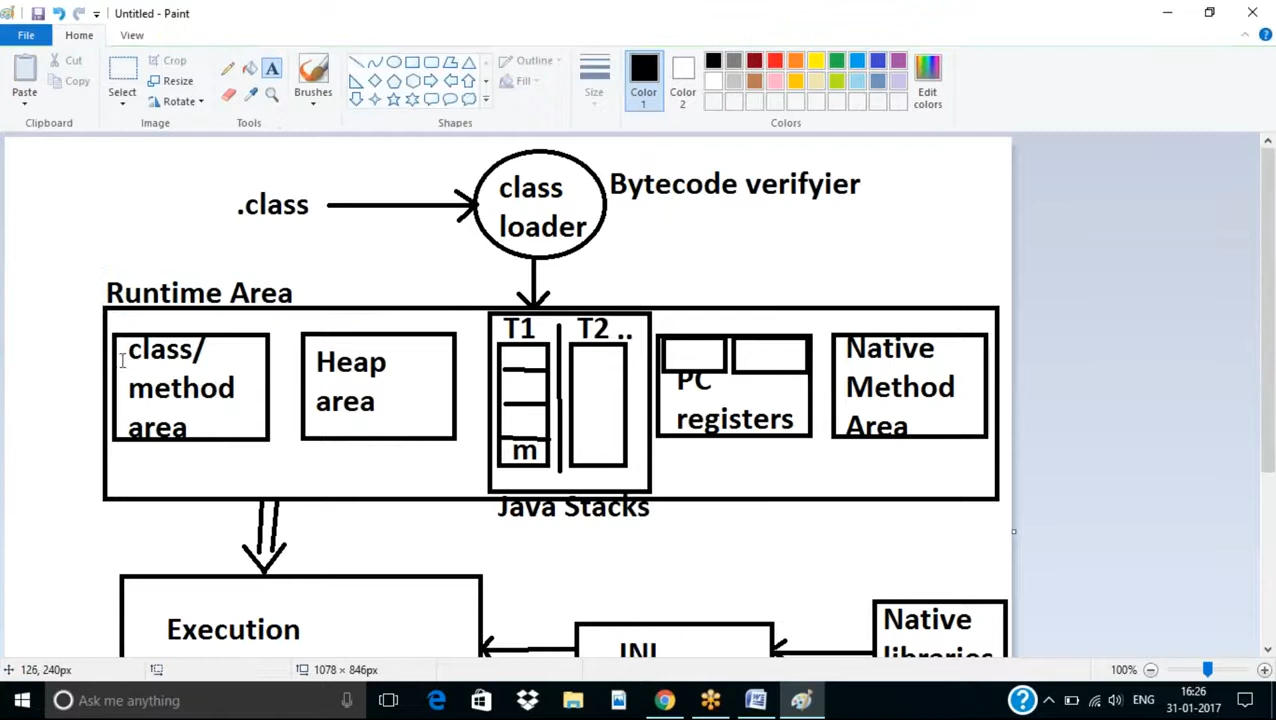 Untitled - Paint
File
Home
View
Paste
Cut
Copy
Clipboard
Select
Crop
Resize
Rotate
Image
A
Tools
Brushes
Outline
Fill
Shapes
Size
Color
1
Color
2
Edit
colors
Colors
.class
class
loader
Bytecode verifyier
Runtime Area
class/
method
area
Heap
area
T1
T2 ..
m
Java Stacks
PC
registers
Native
Method
Area
Execution
JNI
Native
libraries
126, 240px
1078 × 846px
100%
Ask me anything
ENG
16:26
31-01-2017